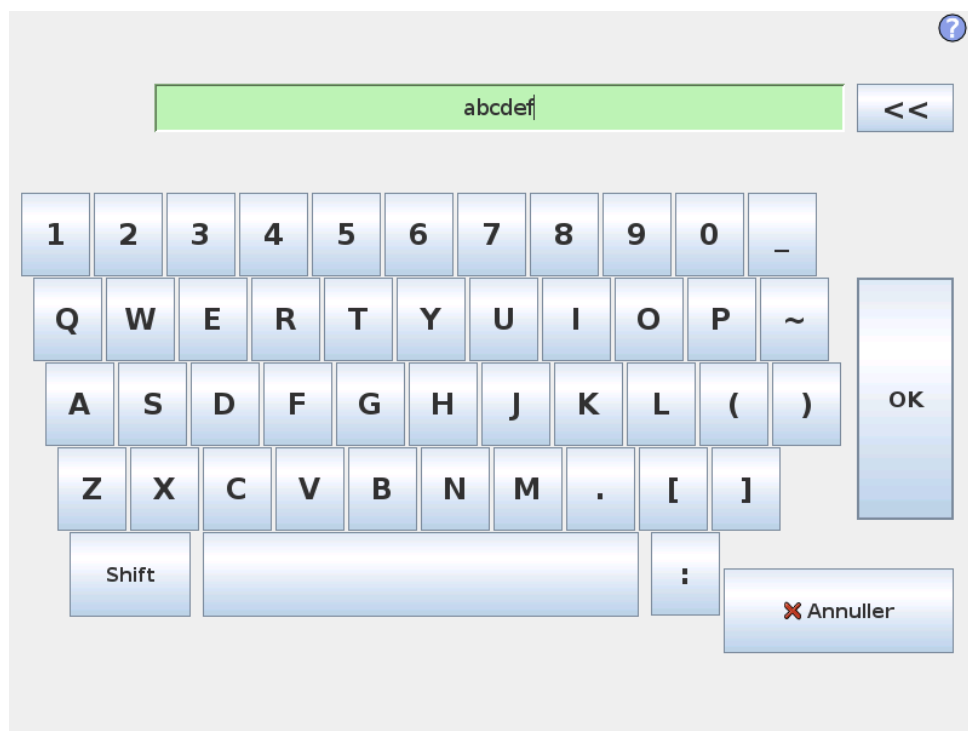 ?
abcdef
<<
1 2 3 4 5 6 7 8 9 0 _
Q W E R T Y U I O P ~
A S D F G H J K L ( )
OK
Z X C V B N M . [ ]
Shift :
Annuller